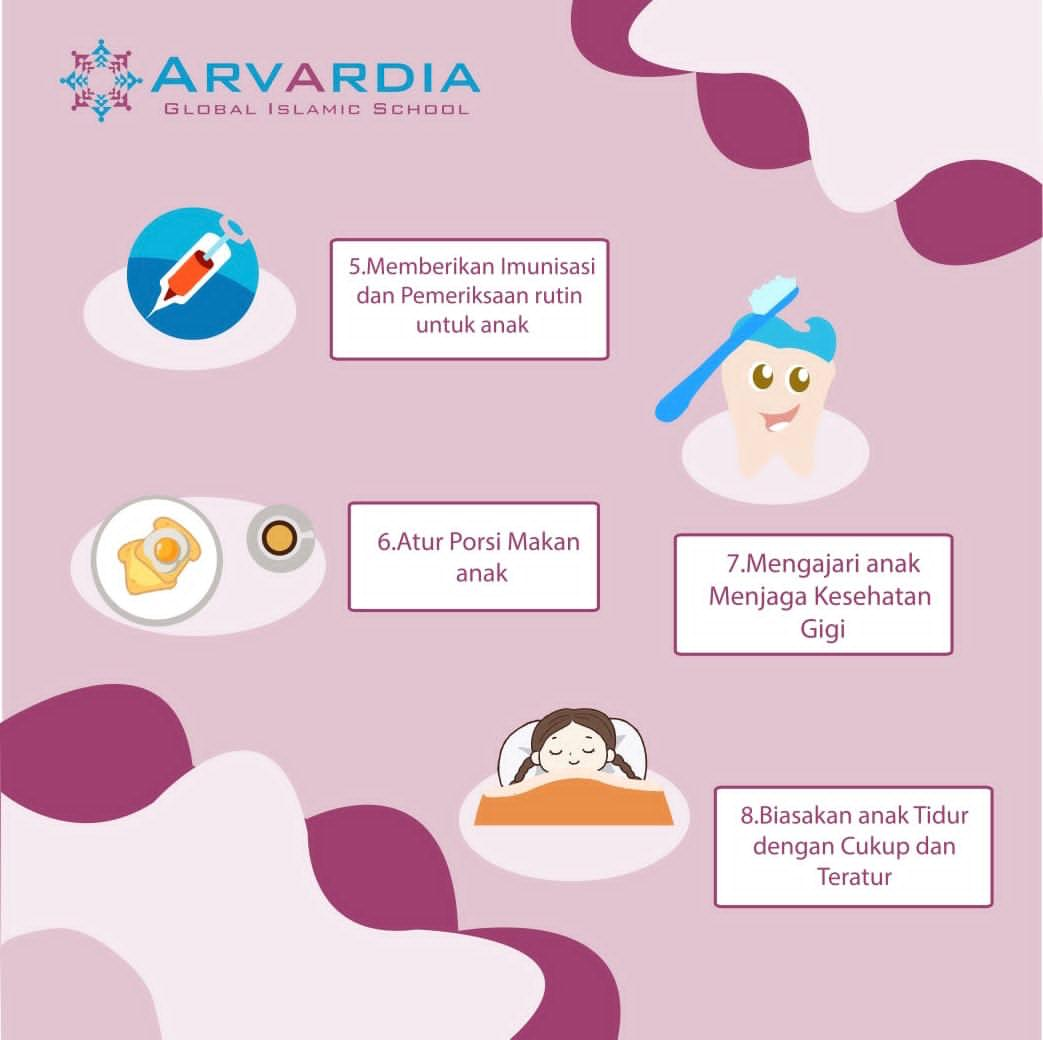 ARVARDIA
GLOBAL ISLAMIC SCHOOL
5.Memberikan Imunisasi
dan Pemeriksaan rutin
untuk anak
6.Atur Porsi Makan
anak
7.Mengajari anak
Menjaga Kesehatan
Gigi
8.Biasakan anak Tidur
dengan Cukup dan
Teratur